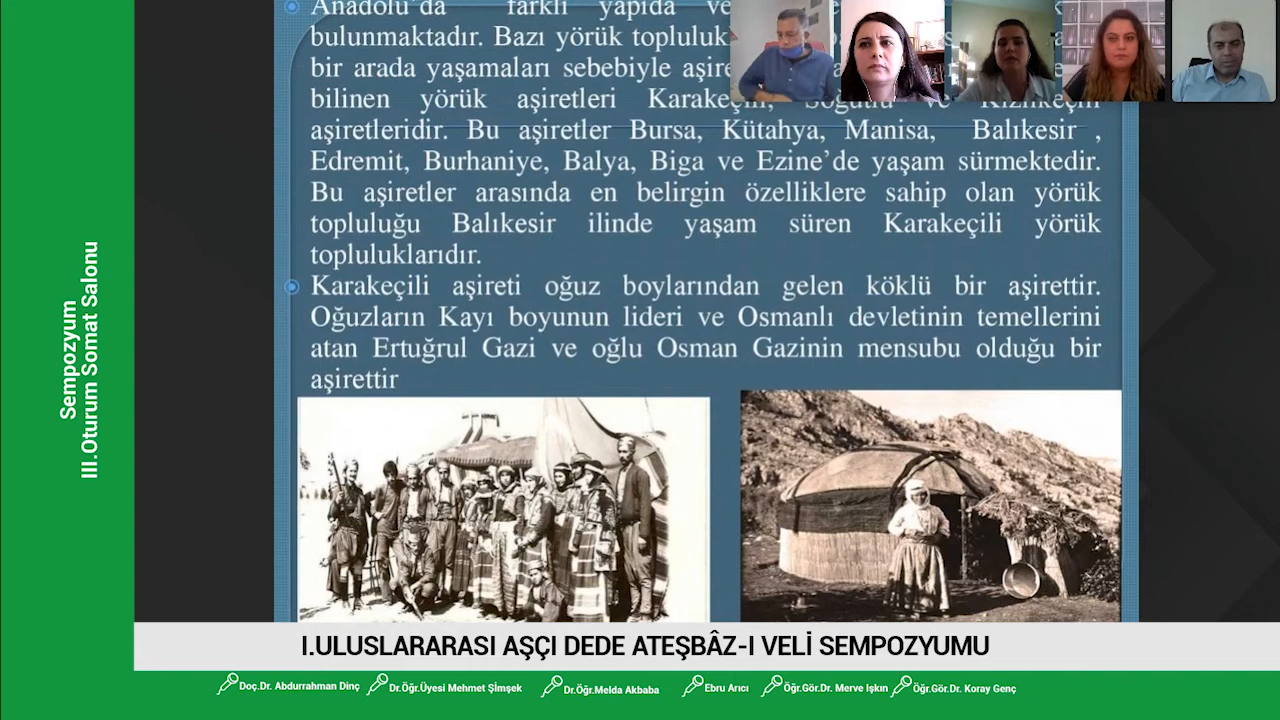 Anadolu'da farklı yapıda ve
bulunmaktadır. Bazı yörük
bir arada yaşamaları sebebiyle
bilinen yörük aşiretleri Karakeçili, Söğütlü ve Kızılkeçili
aşiretleridir. Bu aşiretler Bursa, Kütahya, Manisa, Balıkesir ,
Edremit, Burhaniye, Balya, Biga ve Ezine'de yaşam sürmektedir.
Bu aşiretler arasında en belirgin özelliklere sahip olan yörük
topluluğu Balıkesir ilinde yaşam süren Karakeçili yörük
topluluklarıdır.
Karakeçili aşireti oğuz boylarından gelen köklü bir aşirettir.
Oğuzların Kayı boyunun lideri ve Osmanlı devletinin temellerini
atan Ertuğrul Gazi ve oğlu Osman Gazinin mensubu olduğu bir
aşirettir
Sempozyum
III.Oturum Somat Salonu
I.ULUSLARARASI AŞÇI DEDE ATEŞBÂZ-I VELİ SEMPOZYUMU
Doç.Dr. Abdurrahman Dinç Dr.Öğr.Üyesi Mehmet Şimşek Dr.Öğr.Melda Akbaba Ebru Arıcı Öğr.Gör.Dr. Merve Işkın Öğr.Gör.Dr. Koray Genç